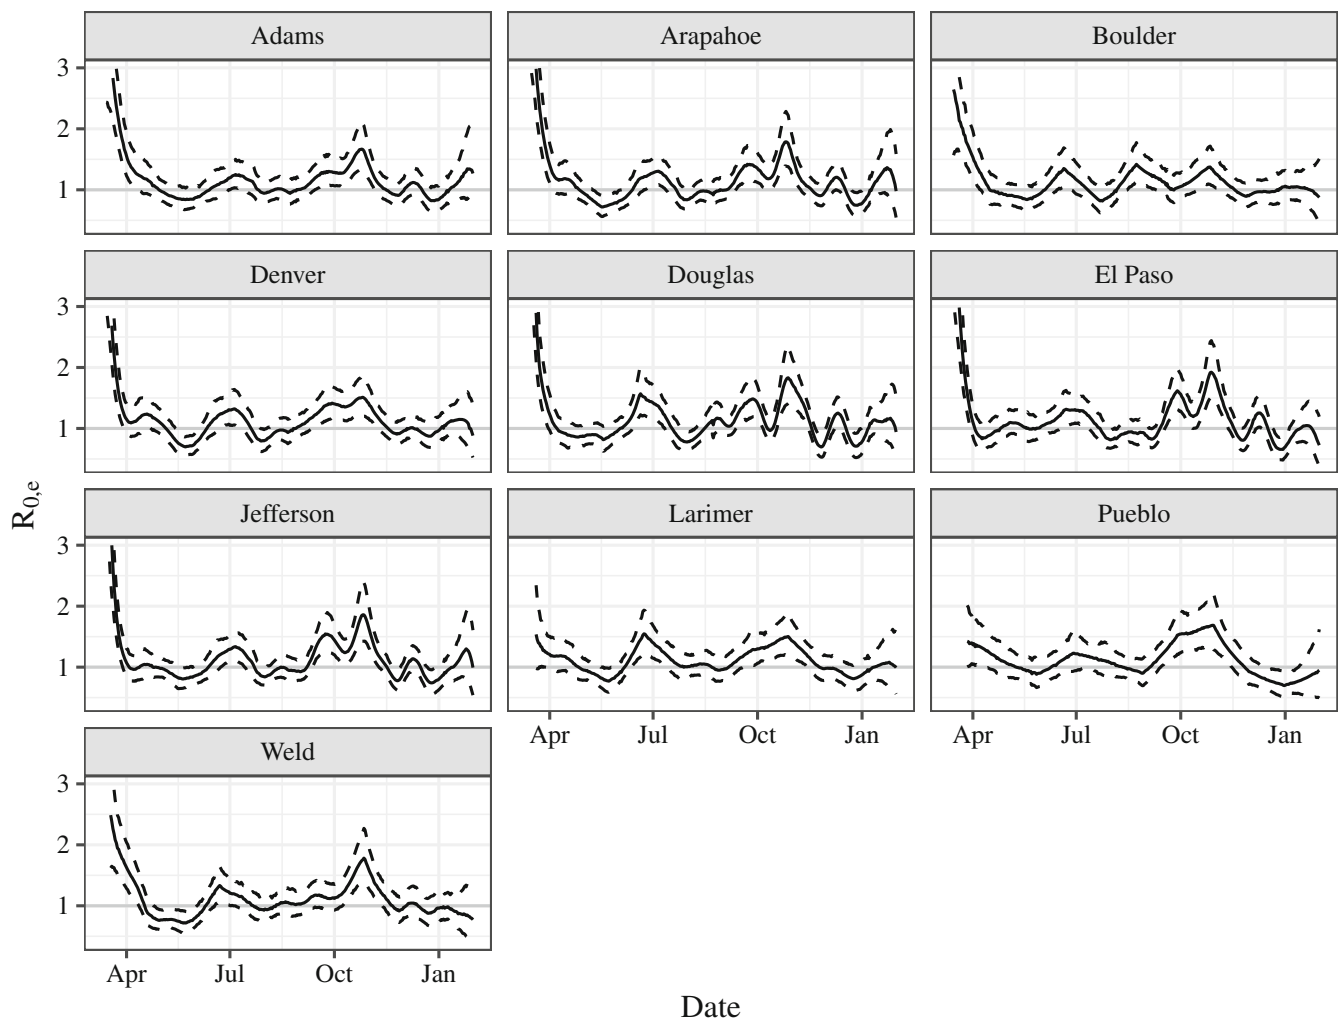 Adams Arapahoe Boulder
3
2
1
Denver Douglas El Paso
3
2
1
Jefferson Larimer Pueblo
3
2
1
Apr Jul Oct Jan Apr Jul Oct Jan
Weld
3
2
1
Apr Jul Oct Jan
R0,e
Date